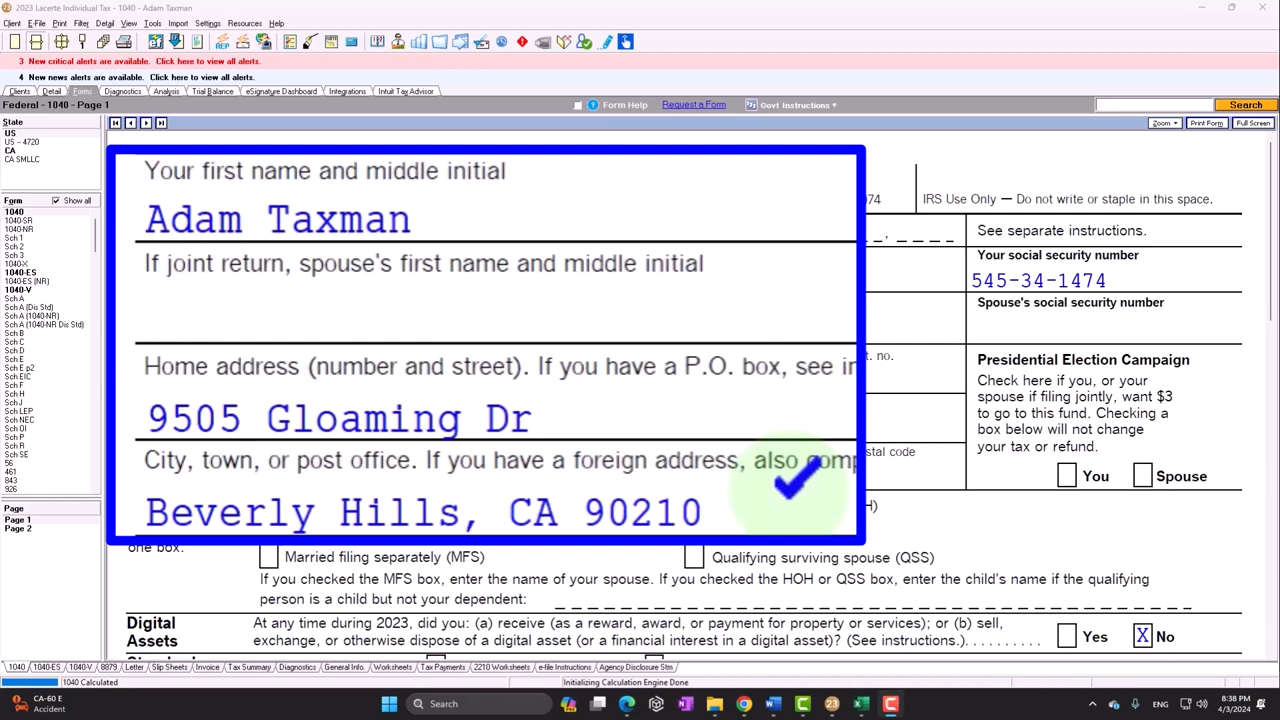 2023 Lacerte Individual Tax - 1040 - Adam Taxman
Client E-File Print Filter Detail View Tools Import Settings Resources Help
3 New critical alerts are available. Click here to view all alerts.
4 New news alerts are available. Click here to view all alerts.
Clients Detail Forms Diagnostics Analysis Trial Balance eSignature Dashboard Integrations Intuit Tax Advisor
Federal - 1040 - Page 1
Form Help Request a Form Govt Instructions Search
State
US
US - 4720
CA
CA SMLLC
Form Show all
1040
1040-SR
1040-NR
Sch 1
Sch 2
Sch 3
1040-X
1040-ES
1040-ES (NR)
1040-V
Sch A
Sch A (Dis Std)
Sch A (1040-NR)
Sch A (1040-NR Dis Std)
Sch B
Sch C
Sch D
Sch E
Sch E p2
Sch EIC
Sch F
Sch H
Sch J
Sch LEP
Sch NEC
Sch OI
Sch P
Sch R
Sch SE
56
461
843
926
Page
Page 1
Page 2
Zoom Print Form Full Screen
Your first name and middle initial
Adam Taxman
If joint return, spouse's first name and middle initial
Home address (number and street). If you have a P.O. box, see in
9505 Gloaming Dr
City, town, or post office. If you have a foreign address, also comp
Beverly Hills, CA 90210
74 IRS Use Only — Do not write or staple in this space.
See separate instructions.
Your social security number
545-34-1474
Spouse's social security number
t. no.
Presidential Election Campaign
Check here if you, or your
spouse if filing jointly, want $3
to go to this fund. Checking a
box below will not change
your tax or refund.
You Spouse
stal code
H)
one box.
Married filing separately (MFS) Qualifying surviving spouse (QSS)
If you checked the MFS box, enter the name of your spouse. If you checked the HOH or QSS box, enter the child's name if the qualifying
person is a child but not your dependent:
Digital
Assets
At any time during 2023, did you: (a) receive (as a reward, award, or payment for property or services); or (b) sell,
exchange, or otherwise dispose of a digital asset (or a financial interest in a digital asset)? (See instructions.)
Yes X No
1040 1040-ES 1040-V 8879 Letter Slip Sheets Invoice Tax Summary Diagnostics General Info. Worksheets Tax Payments 2210 Worksheets e-file Instructions Agency Disclosure Stm
1040 Calculated Initializing Calculation Engine Done
CA-60 E
Accident
Search
ENG
8:38 PM
4/3/2024